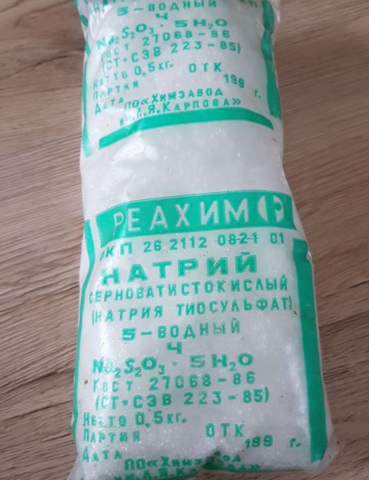 5-ВОДНЫЙ
Ч
Na₂S₂O₃ · 5H₂O
ГОСТ 27068-86
(СТ·СЭВ 223-85)
НЕТТО 0,5кг.
ПАРТИЯ ОТК
ДАТА 199 г.
ПО «ХИМЗАВОД
им. Л.Я.КАРПОВА»
РЕАХИМ
ОКП 26 2112 0821 01
НАТРИЙ
СЕРНОВАТИСТОКИСЛЫЙ
(НАТРИЯ ТИОСУЛЬФАТ)
5-ВОДНЫЙ
Ч
Na₂S₂O₃ · 5H₂O
ГОСТ 27068-86
(СТ·СЭВ 223-85)
НЕТТО 0,5кг.
ПАРТИЯ ОТК
ДАТА 199 г.
ПО «ХИМЗАВОД